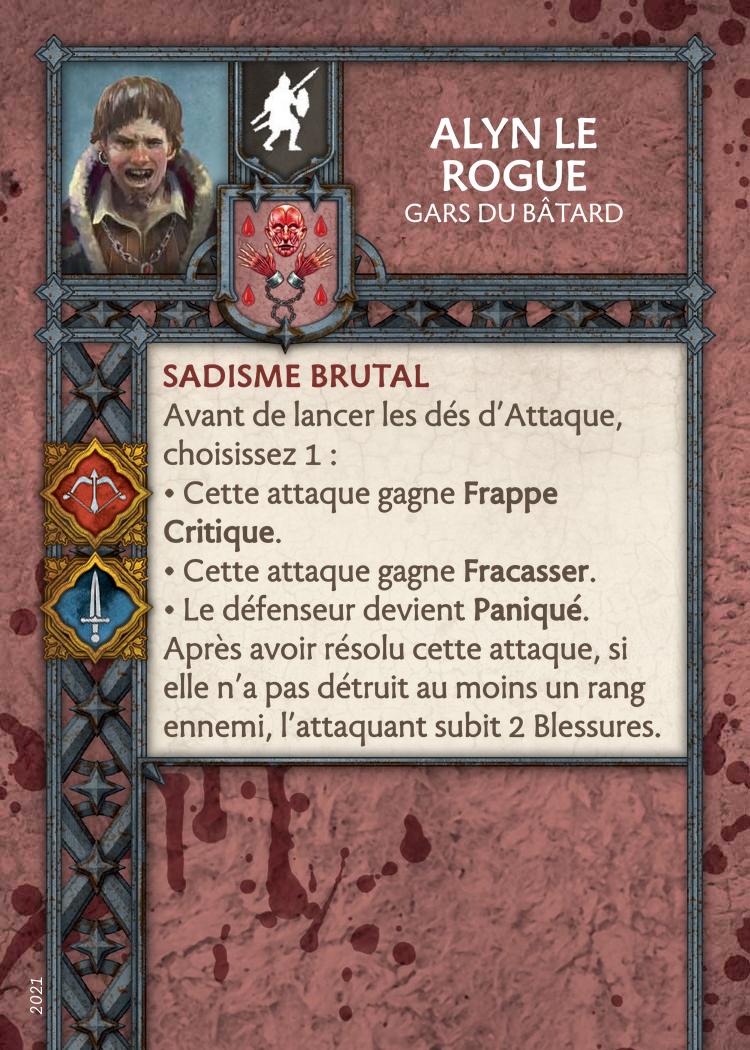 ALYN LE
ROGUE
GARS DU BÂTARD
SADISME BRUTAL
Avant de lancer les dés d’Attaque,
choisissez 1 :
• Cette attaque gagne Frappe
Critique.
• Cette attaque gagne Fracasser.
• Le défenseur devient Paniqué.
Après avoir résolu cette attaque, si
elle n’a pas détruit au moins un rang
ennemi, l’attaquant subit 2 Blessures.
2021